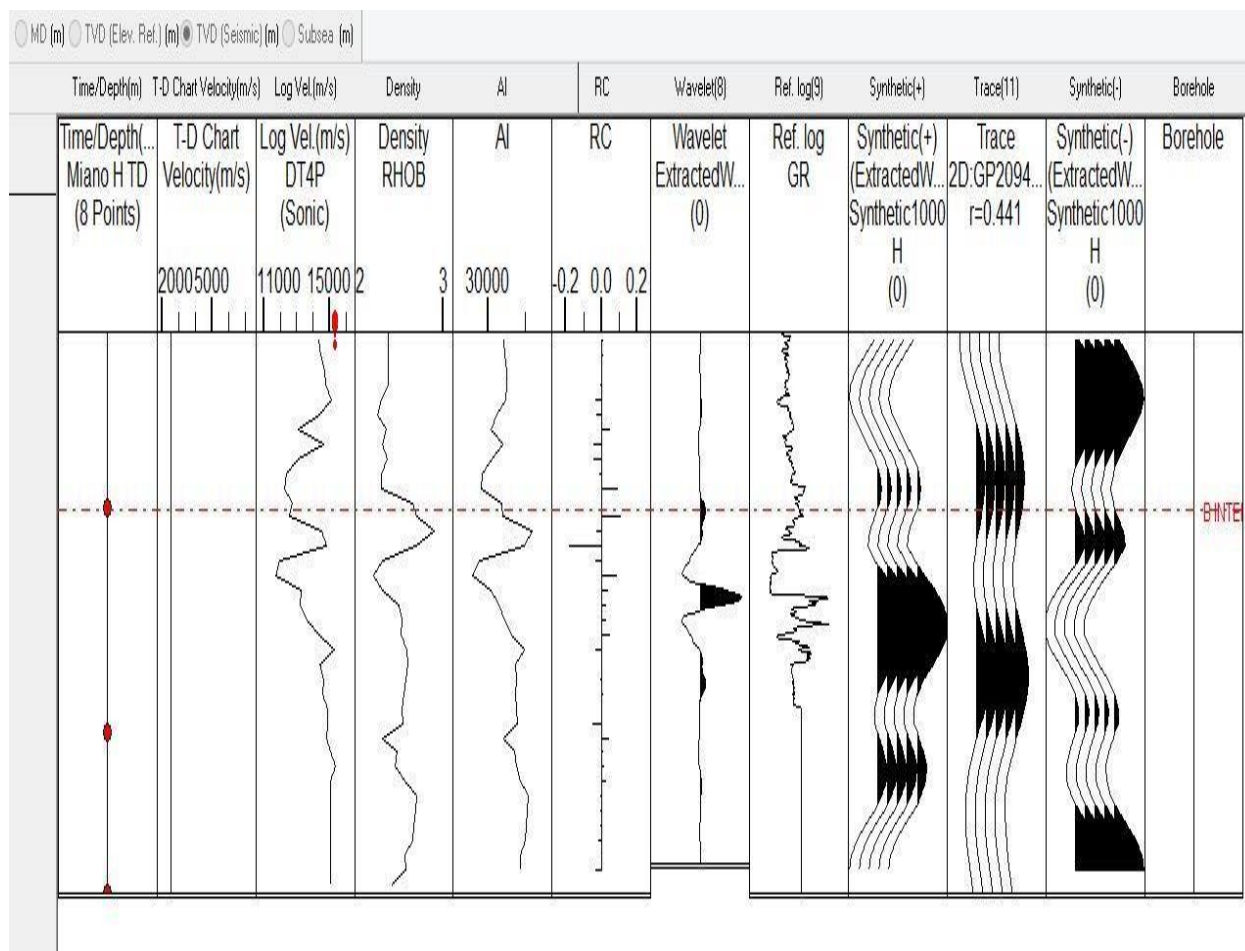 MD (m) TVD (Elev. Ref.) (m) TVD (Seismic) (m) Subsea (m)
Time/Depth(m) T-D Chart Velocity(m/s) Log Vel.(m/s) Density AI RC Wavelet(8) Ref. log(9) Synthetic(+) Trace(11) Synthetic(-) Borehole
Time/Depth(... T-D Chart Log Vel.(m/s) Density AI RC Wavelet Ref. log Synthetic(+) Trace Synthetic(-) Borehole
Miano H TD Velocity(m/s) DT4P RHOB ExtractedW... GR (ExtractedW... 2D:GP2094... (ExtractedW...
(8 Points) (Sonic) (0) Synthetic1000 r=0.441 Synthetic1000
H H
(0) (0)
2000 5000 11000 15000 2 3 30000 -0.2 0.0 0.2
B INTE